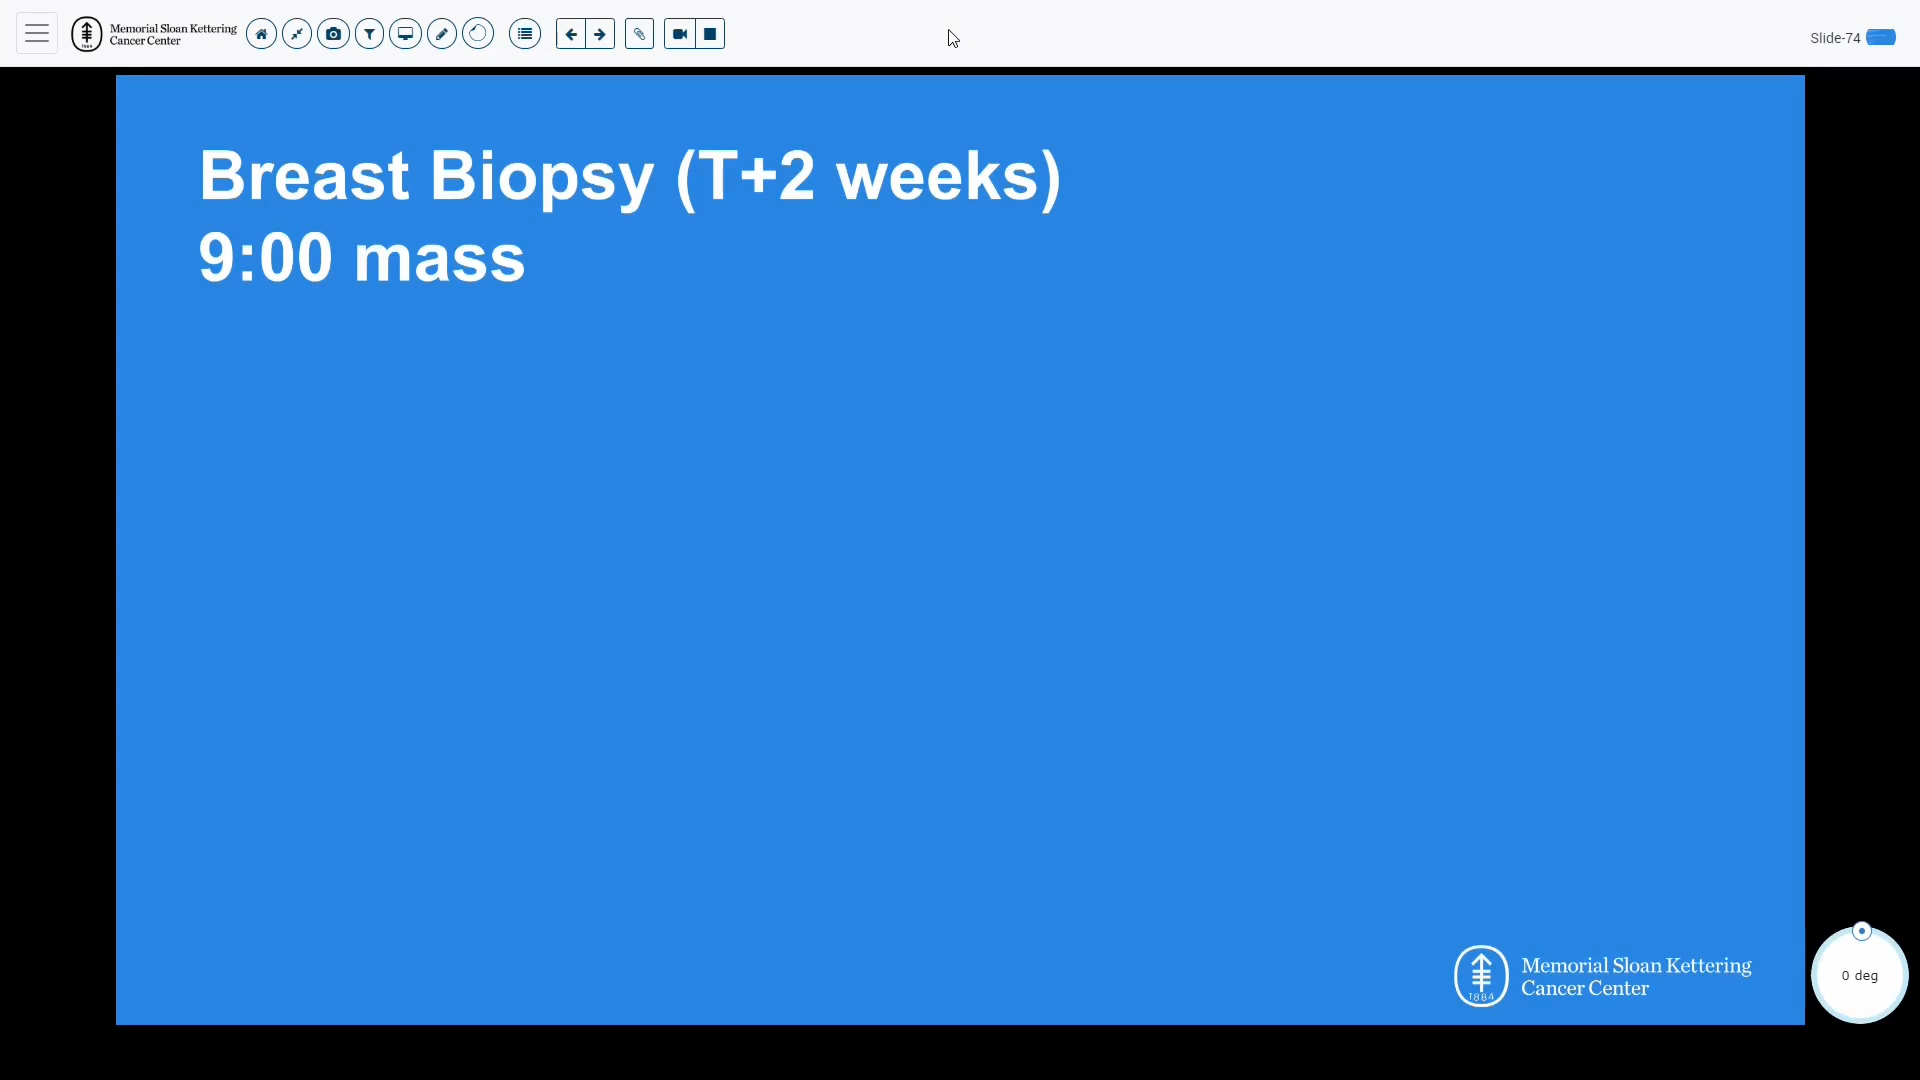 Memorial Sloan Kettering
Cancer Center
Slide-74
Breast Biopsy (T+2 weeks)
9:00 mass
1884
Memorial Sloan Kettering
Cancer Center
0 deg